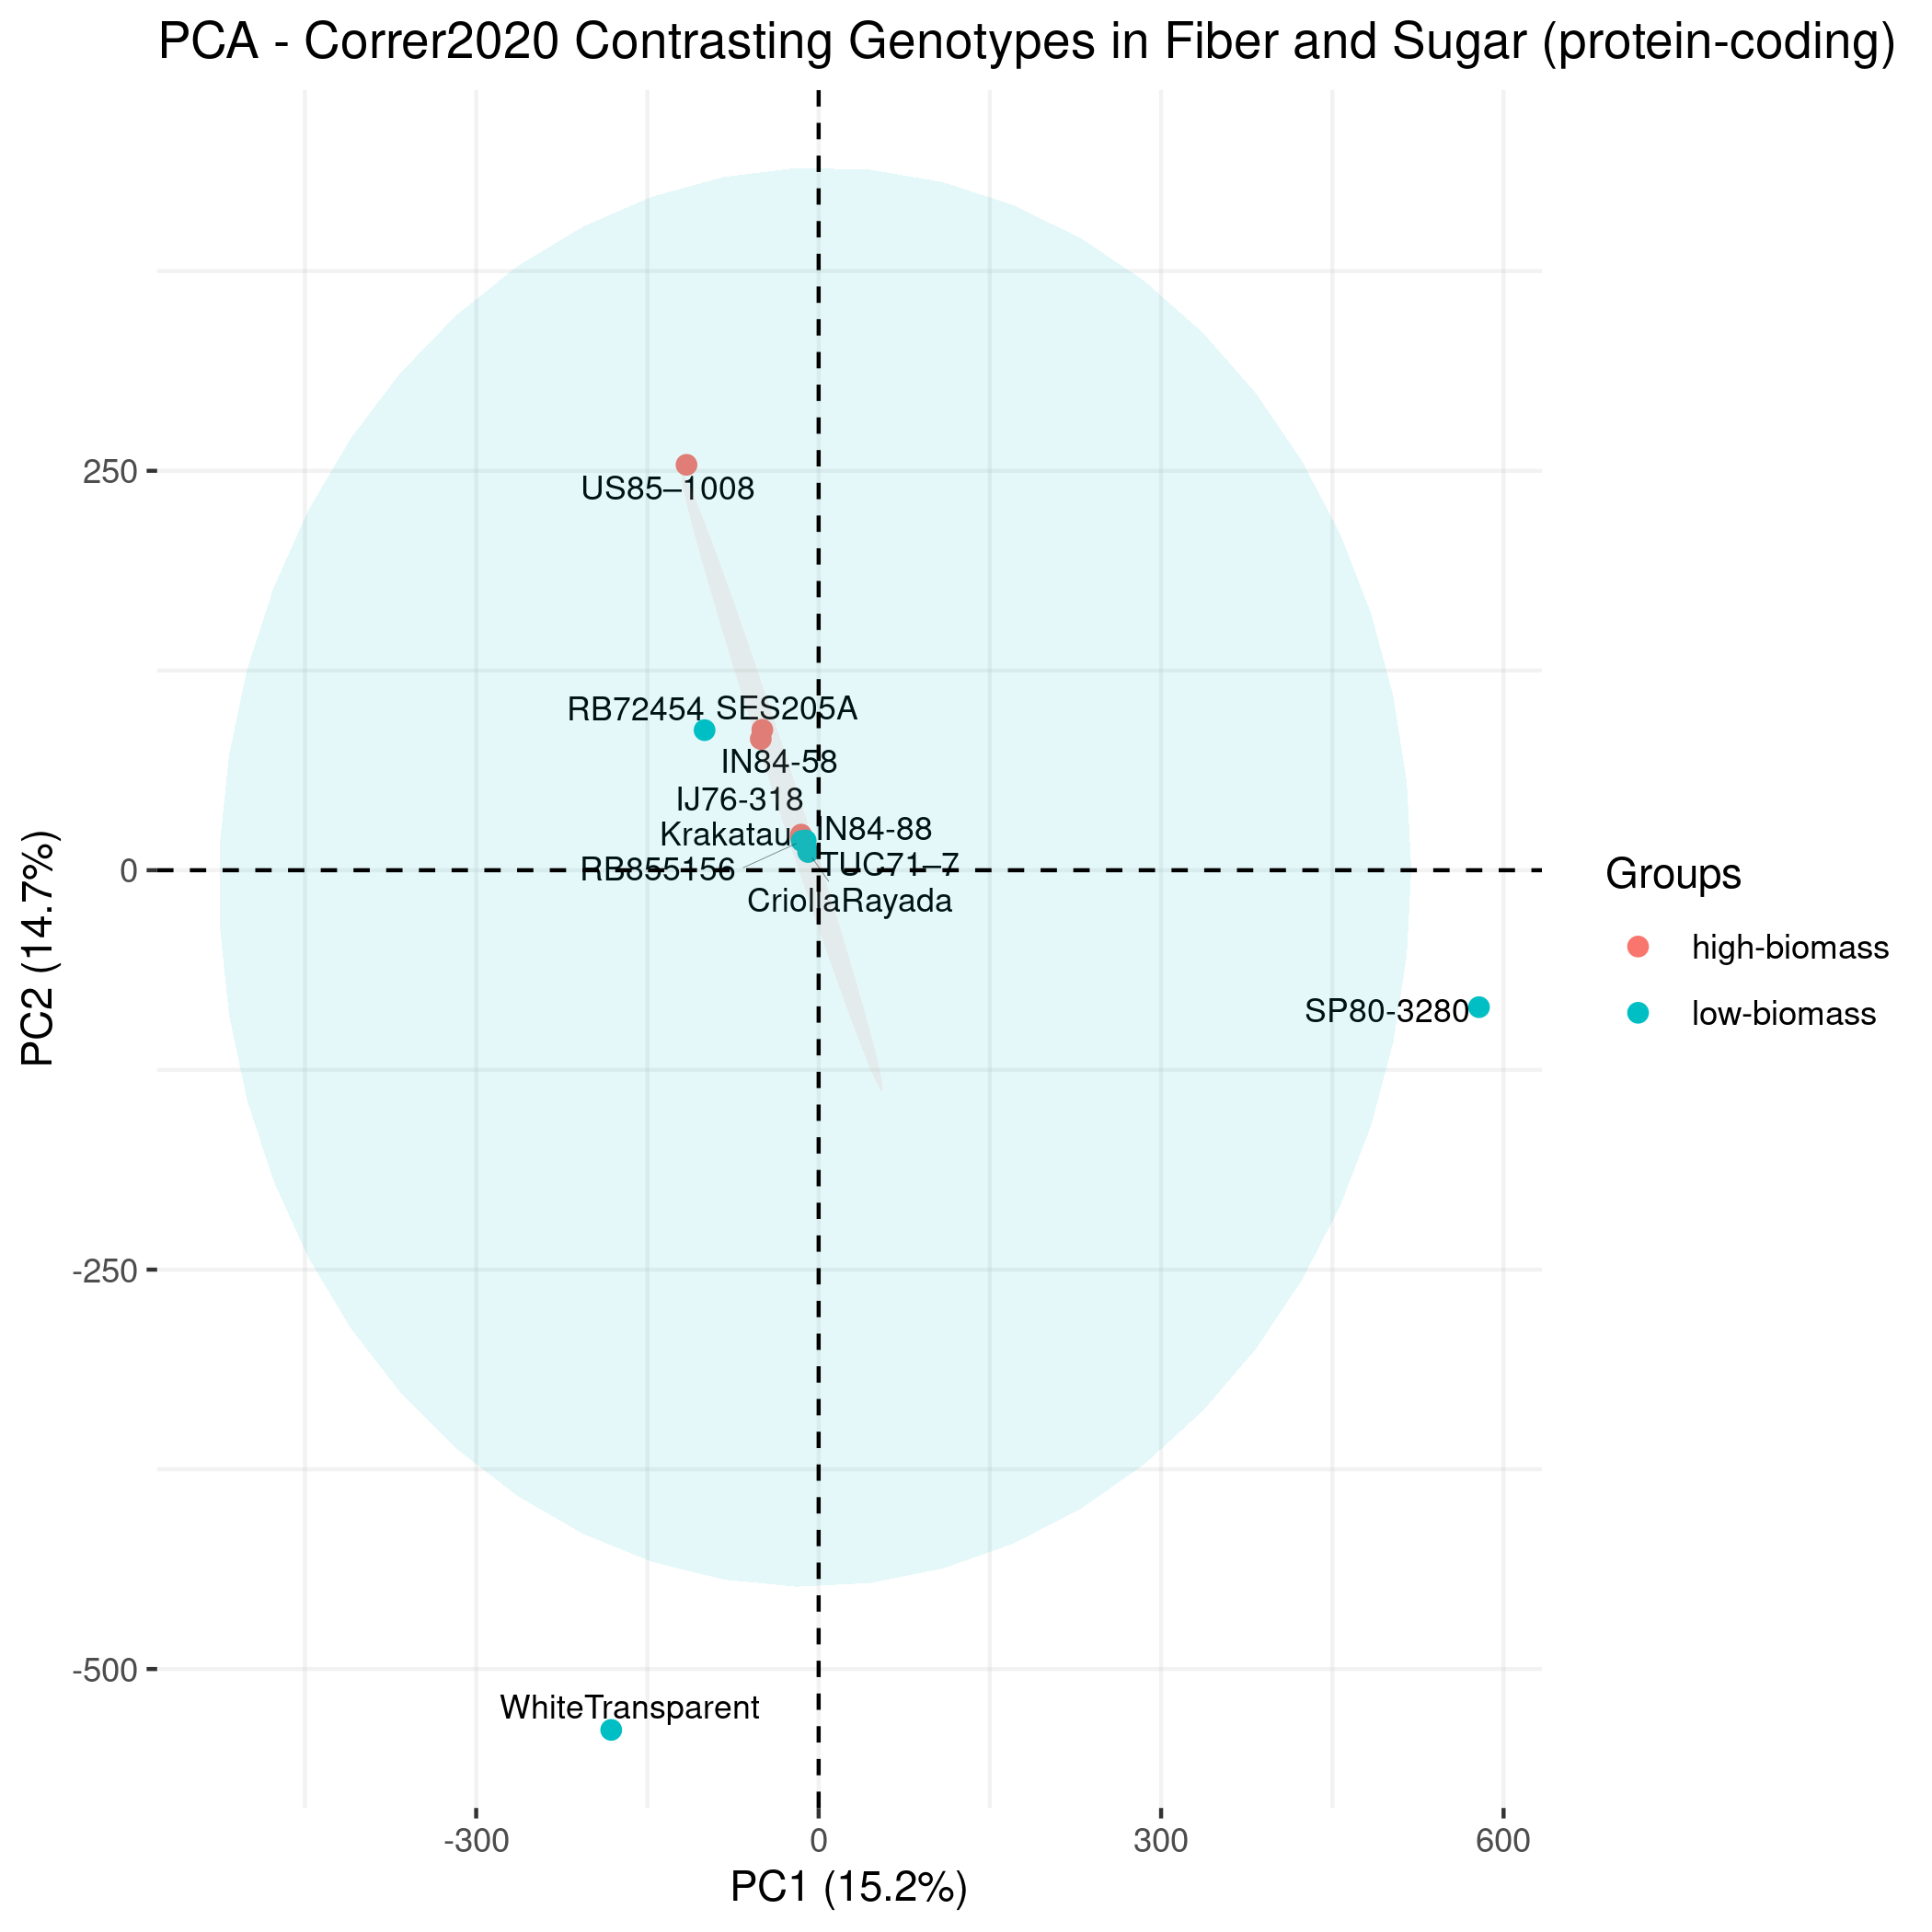 PCA - Correr2020 Contrasting Genotypes in Fiber and Sugar (protein-coding)
US85–1008
RB72454
SES205A
IN84-58
IJ76-318
IN84-88
Krakatau
TUC71–7
RB855156
CriollaRayada
SP80-3280
WhiteTransparent
250
0
-250
-500
PC2 (14.7%)
-300
0
300
600
PC1 (15.2%)
Groups
high-biomass
low-biomass